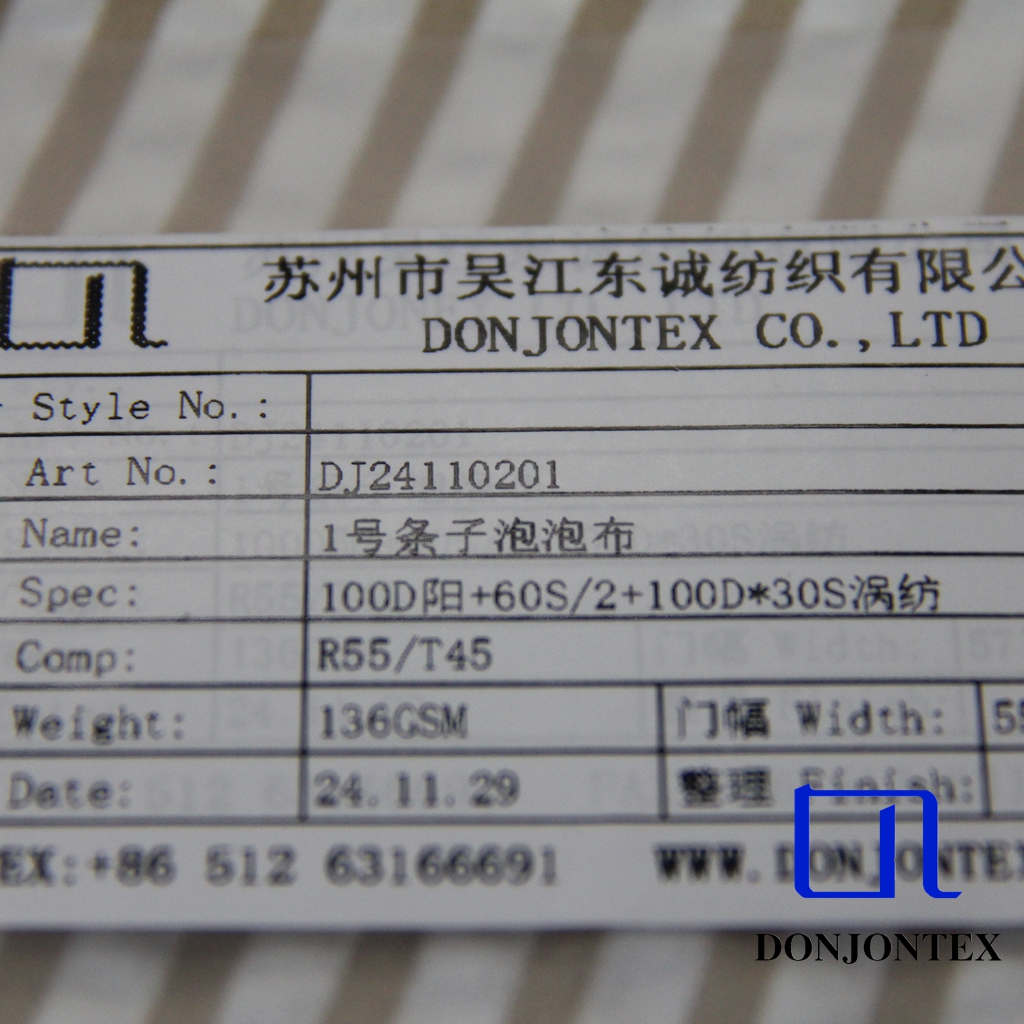 苏州市吴江东诚纺织有限公
DONJONTEX CO.,LTD
Style No.:
Art No.: DJ24110201
Name: 1号条子泡泡布
Spec: 100D阳+60S/2+100D*30S涡纺
Comp: R55/T45
Weight: 136GSM 门幅 Width: 55
Date: 24.11.29 整理 Finish:
EX:+86 512 63166691 WWW.DONJONTEX
DONJONTEX